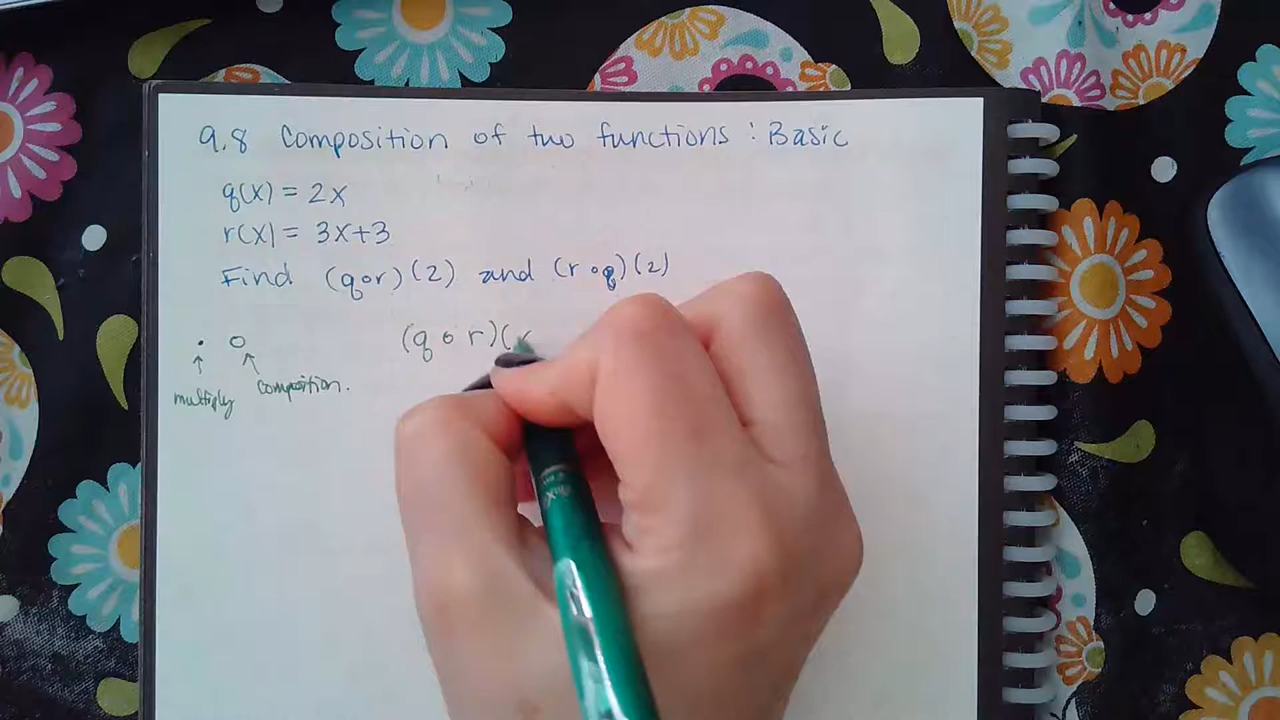 9.8 Composition of two functions : Basic
q(x) = 2x
r(x) = 3x+3
Find (q∘r)(2) and (r∘q)(2)
· ∘
(q ∘ r)(
↑ ↖
multiply composition.